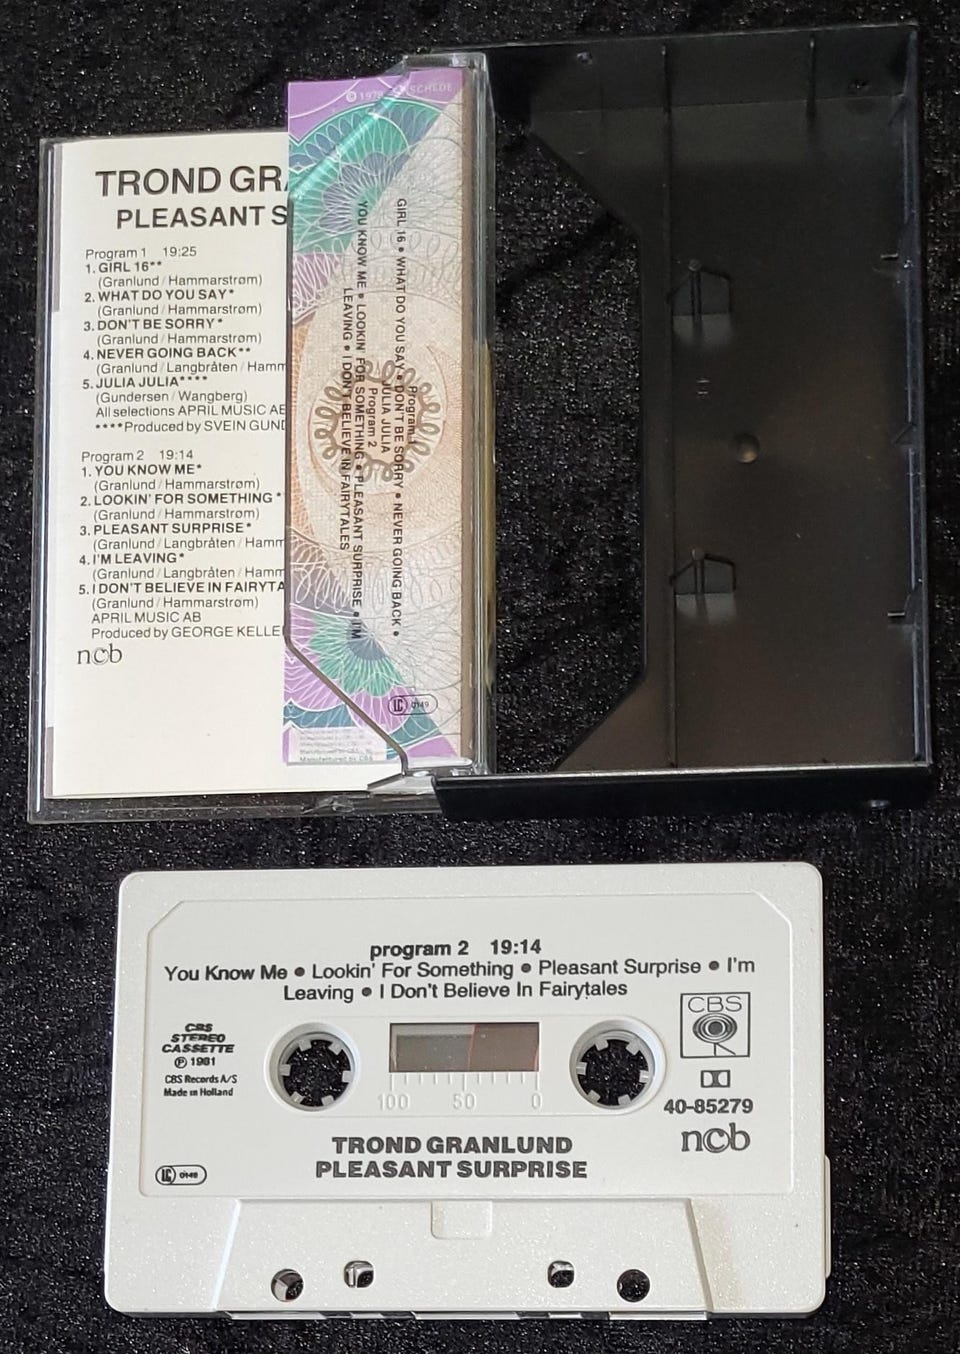 TROND GR
PLEASANT S
Program 1 19:25
1. GIRL 16**
(Granlund / Hammarstrøm)
2. WHAT DO YOU SAY*
(Granlund / Hammarstrøm)
3. DON'T BE SORRY*
(Granlund / Hammarstrøm)
4. NEVER GOING BACK**
(Granlund / Langbråten / Hamm
5. JULIA JULIA****
(Gundersen / Wangberg)
All selections APRIL MUSIC AB
****Produced by SVEIN GUND
Program 2 19:14
1. YOU KNOW ME*
(Granlund / Hammarstrøm)
2. LOOKIN' FOR SOMETHING*
(Granlund / Hammarstrøm)
3. PLEASANT SURPRISE*
(Granlund / Langbråten / Hamm
4. I'M LEAVING*
(Granlund / Langbråten / Hamm
5. I DON'T BELIEVE IN FAIRYTA
(Granlund / Hammarstrøm)
APRIL MUSIC AB
Produced by GEORGE KELLE
ncb
Program 1
GIRL 16 • WHAT DO YOU SAY • DON'T BE SORRY • NEVER GOING BACK •
JULIA JULIA
Program 2
YOU KNOW ME • LOOKIN' FOR SOMETHING • PLEASANT SURPRISE • I'M
LEAVING • I DON'T BELIEVE IN FAIRYTALES
LC 0149
Manufactured by CBS
program 2 19:14
You Know Me • Lookin' For Something • Pleasant Surprise • I'm
Leaving • I Don't Believe In Fairytales
CBS
STEREO
CASSETTE
℗ 1981
CBS Records A/S
Made in Holland
CBS
40-85279
ncb
100 50 0
TROND GRANLUND
PLEASANT SURPRISE
LC 0149